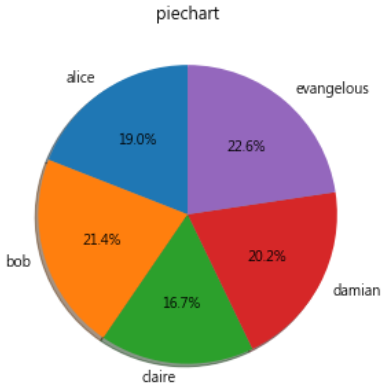 piechart
alice
evangelous
19.0%
22.6%
21.4%
20.2%
bob
16.7%
damian
claire